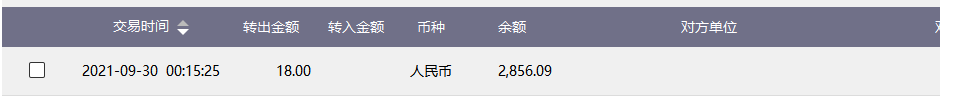 交易时间 转出金额 转入金额 币种 余额 对方单位
2021-09-30 00:15:25 18.00 人民币 2,856.09